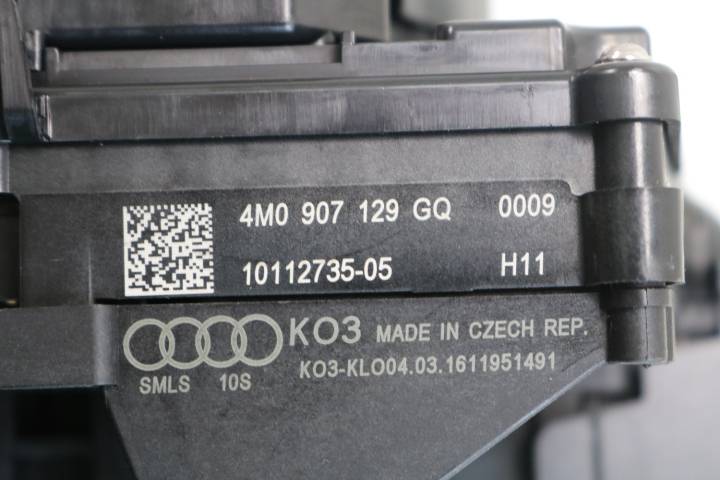 4M0 907 129 GQ 0009
10112735-05 H11
KO3 MADE IN CZECH REP.
KO3-KLO04.03.1611951491
SMLS 10S